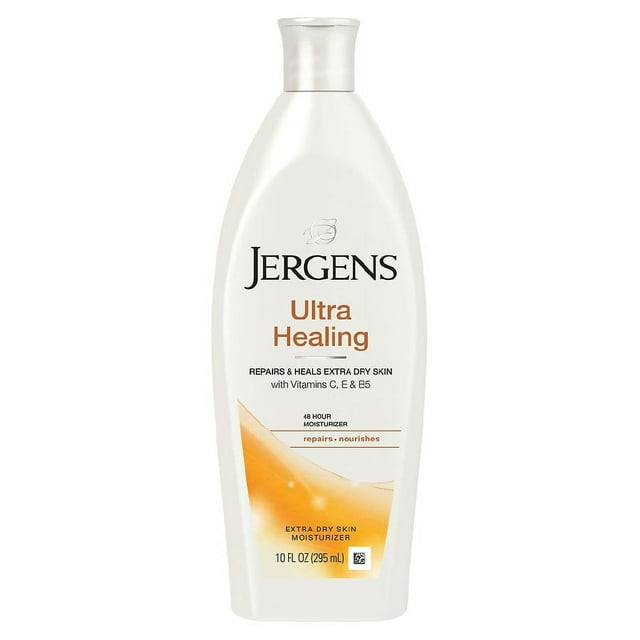 JERGENS
Ultra
Healing
REPAIRS & HEALS EXTRA DRY SKIN
with Vitamins C, E & B5
48 HOUR
MOISTURIZER
repairs • nourishes
EXTRA DRY SKIN
MOISTURIZER
10 FL OZ (295 mL)